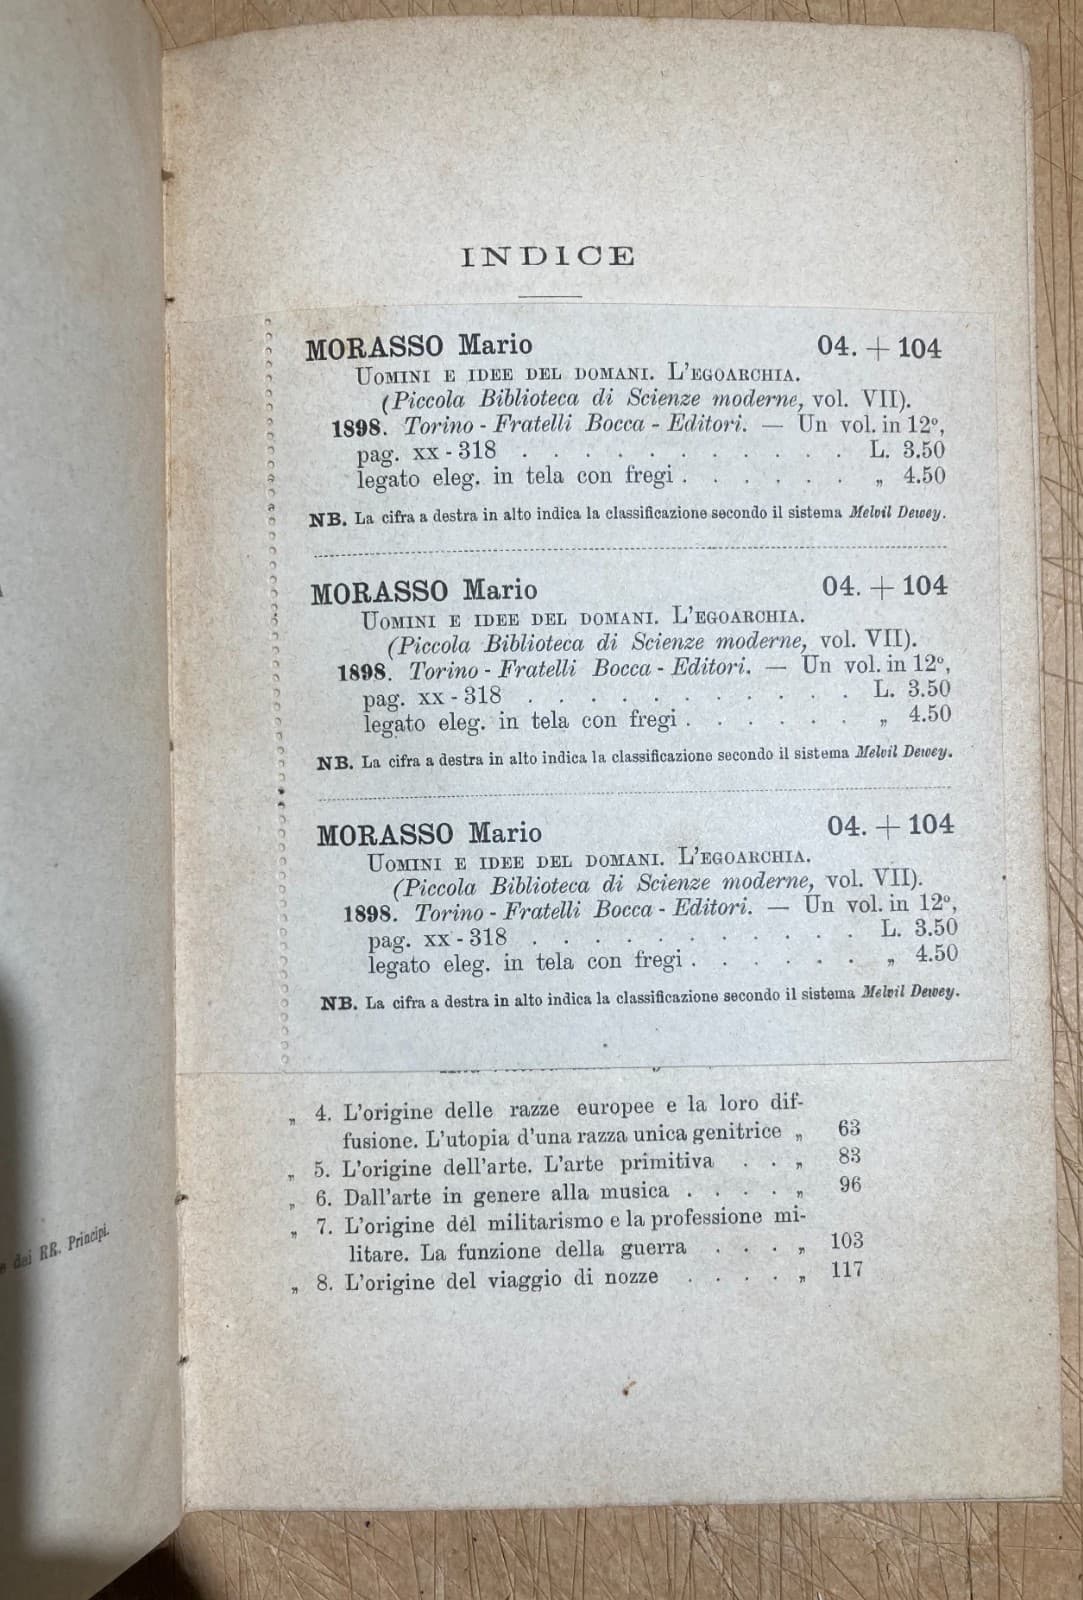 INDICE
MORASSO Mario 04. + 104
UOMINI E IDEE DEL DOMANI. L'EGOARCHIA.
(Piccola Biblioteca di Scienze moderne, vol. VII).
1898. Torino - Fratelli Bocca - Editori. — Un vol. in 12º,
pag. XX - 318 . . . . . . . . . . . L. 3.50
legato eleg. in tela con fregi . . . . . . „ 4.50
NB. La cifra a destra in alto indica la classificazione secondo il sistema Melvil Dewey.
MORASSO Mario 04. + 104
UOMINI E IDEE DEL DOMANI. L'EGOARCHIA.
(Piccola Biblioteca di Scienze moderne, vol. VII).
1898. Torino - Fratelli Bocca - Editori. — Un vol. in 12º,
pag. XX - 318 . . . . . . . . . . . L. 3.50
legato eleg. in tela con fregi . . . . . . „ 4.50
NB. La cifra a destra in alto indica la classificazione secondo il sistema Melvil Dewey.
MORASSO Mario 04. + 104
UOMINI E IDEE DEL DOMANI. L'EGOARCHIA.
(Piccola Biblioteca di Scienze moderne, vol. VII).
1898. Torino - Fratelli Bocca - Editori. — Un vol. in 12º,
pag. XX - 318 . . . . . . . . . . . L. 3.50
legato eleg. in tela con fregi . . . . . . „ 4.50
NB. La cifra a destra in alto indica la classificazione secondo il sistema Melvil Dewey.
„ 4. L'origine delle razze europee e la loro dif-
fusione. L'utopia d'una razza unica genitrice „ 63
„ 5. L'origine dell'arte. L'arte primitiva . . „ 83
„ 6. Dall'arte in genere alla musica . . . . „ 96
„ 7. L'origine del militarismo e la professione mi-
litare. La funzione della guerra . . . „ 103
„ 8. L'origine del viaggio di nozze . . . . „ 117
dei RR. Principi.